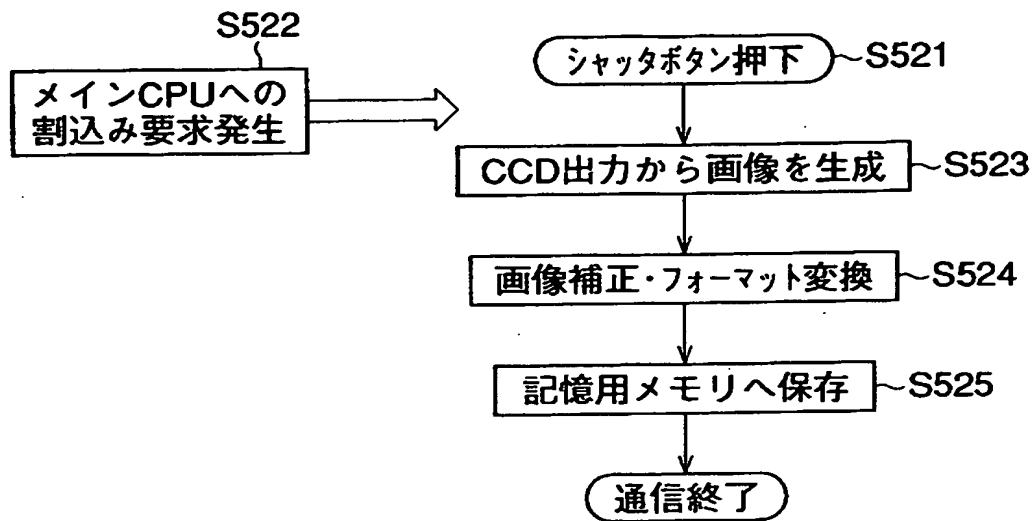 S522
メインCPUへの
割込み要求発生
シャッタボタン押下
S521
CCD出力から画像を生成
S523
画像補正・フォーマット変換
S524
記憶用メモリへ保存
S525
通信終了